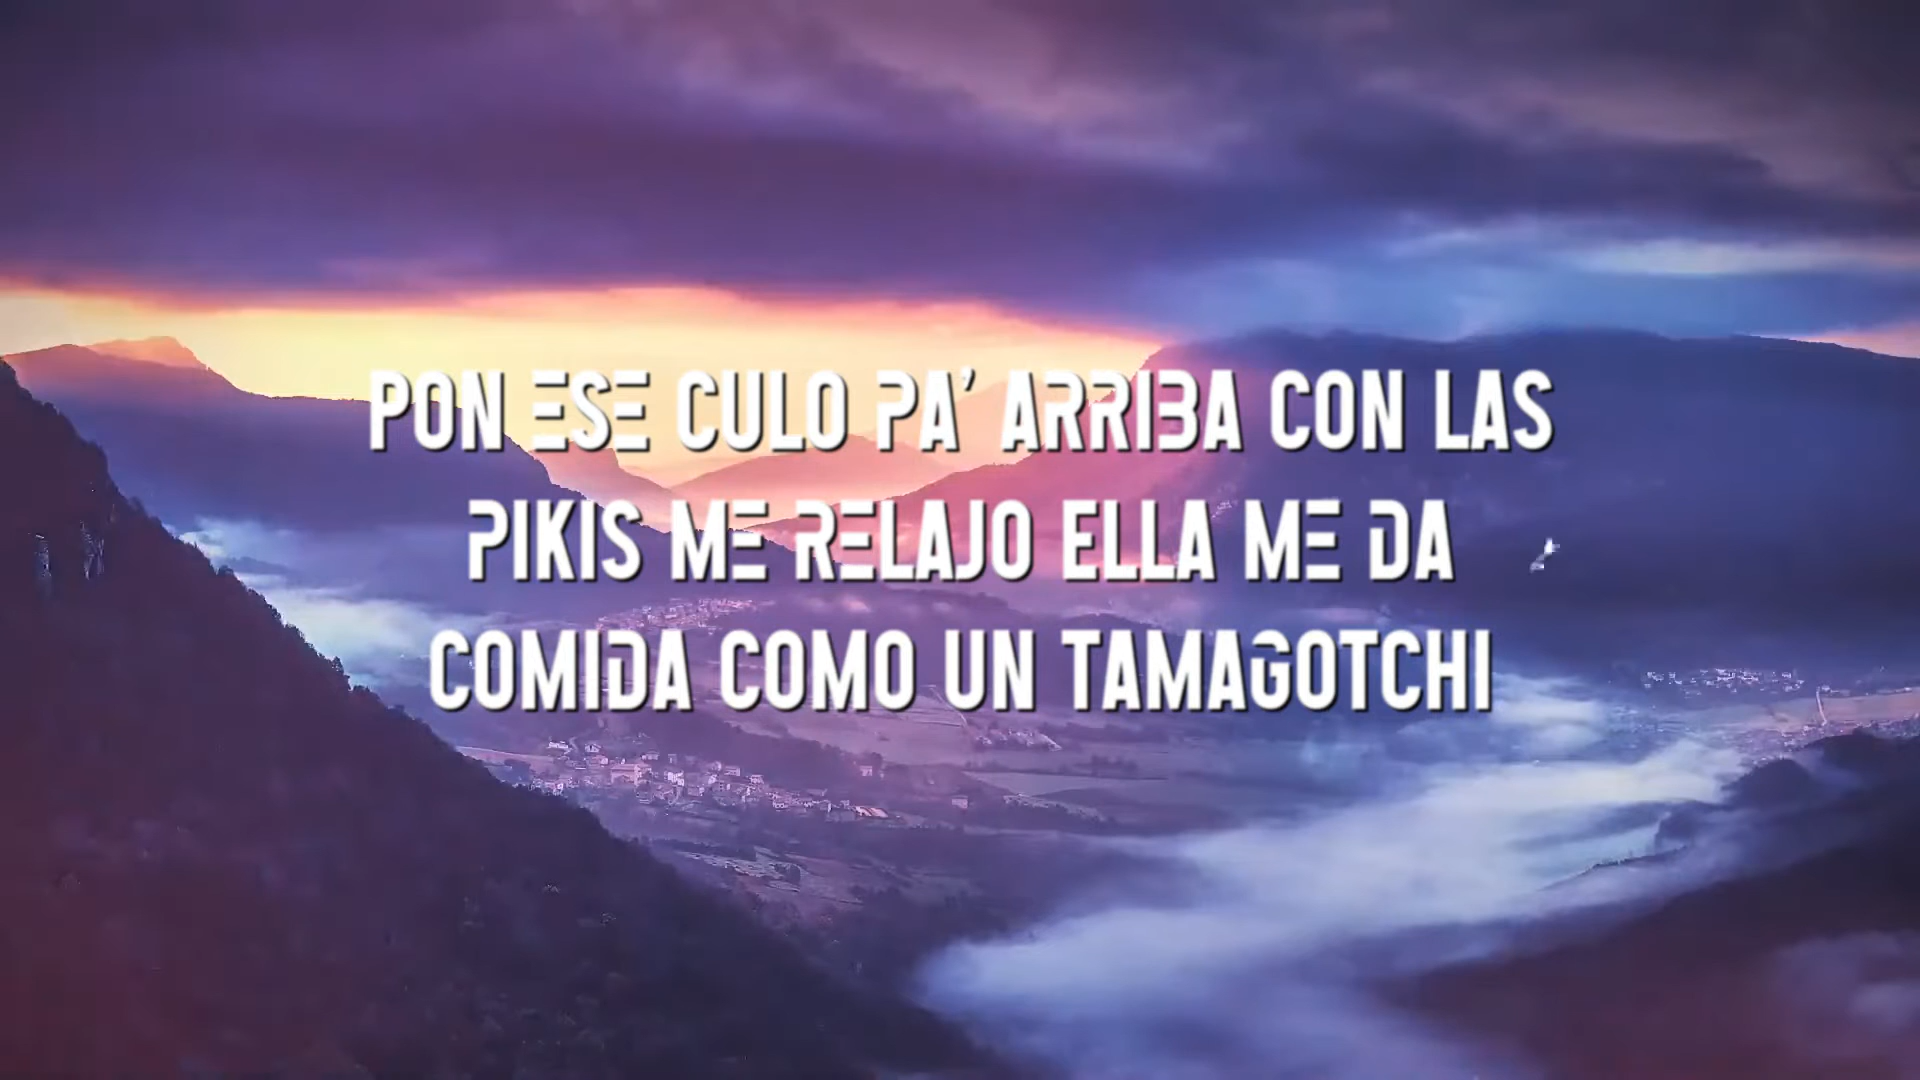 PON ESE CULO PA' ARRIBA CON LAS
PIKIS ME RELAJO ELLA ME DA
COMIDA COMO UN TAMAGOTCHI